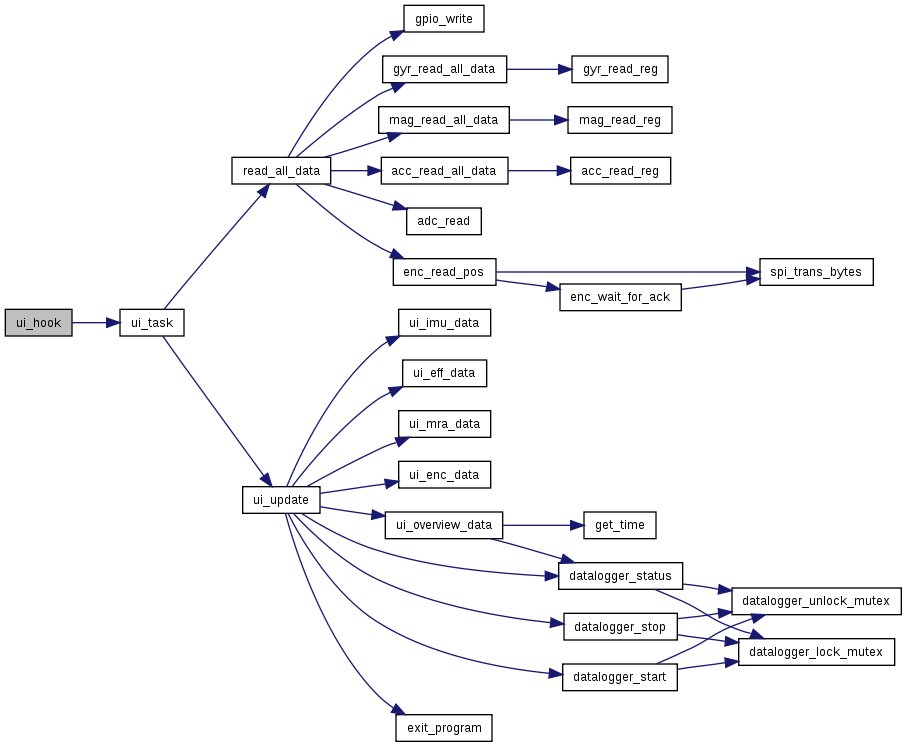 gpio_write
gyr_read_all_data
gyr_read_reg
mag_read_all_data
mag_read_reg
read_all_data
acc_read_all_data
acc_read_reg
adc_read
enc_read_pos
spi_trans_bytes
enc_wait_for_ack
ui_hook
ui_task
ui_imu_data
ui_eff_data
ui_mra_data
ui_enc_data
ui_update
ui_overview_data
get_time
datalogger_status
datalogger_unlock_mutex
datalogger_stop
datalogger_lock_mutex
datalogger_start
exit_program